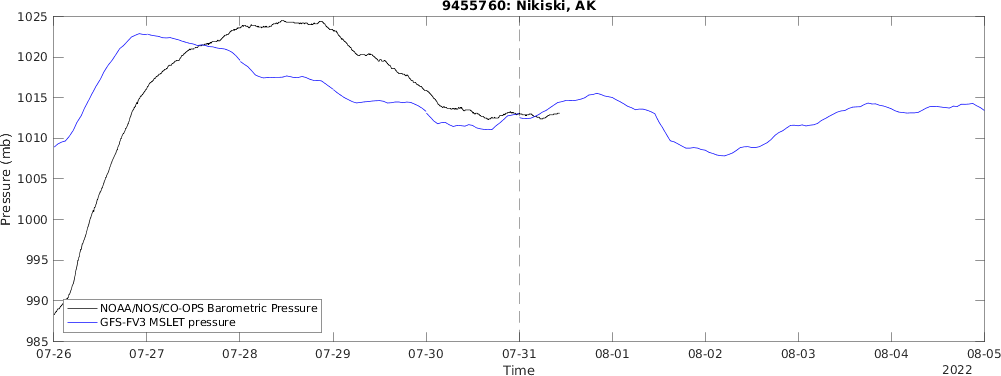 9455760: Nikiski, AK
1025
1020
1015
1010
1005
1000
995
990
985
Pressure (mb)
NOAA/NOS/CO-OPS Barometric Pressure
GFS-FV3 MSLET pressure
07-26 07-27 07-28 07-29 07-30 07-31 08-01 08-02 08-03 08-04 08-05
Time
2022